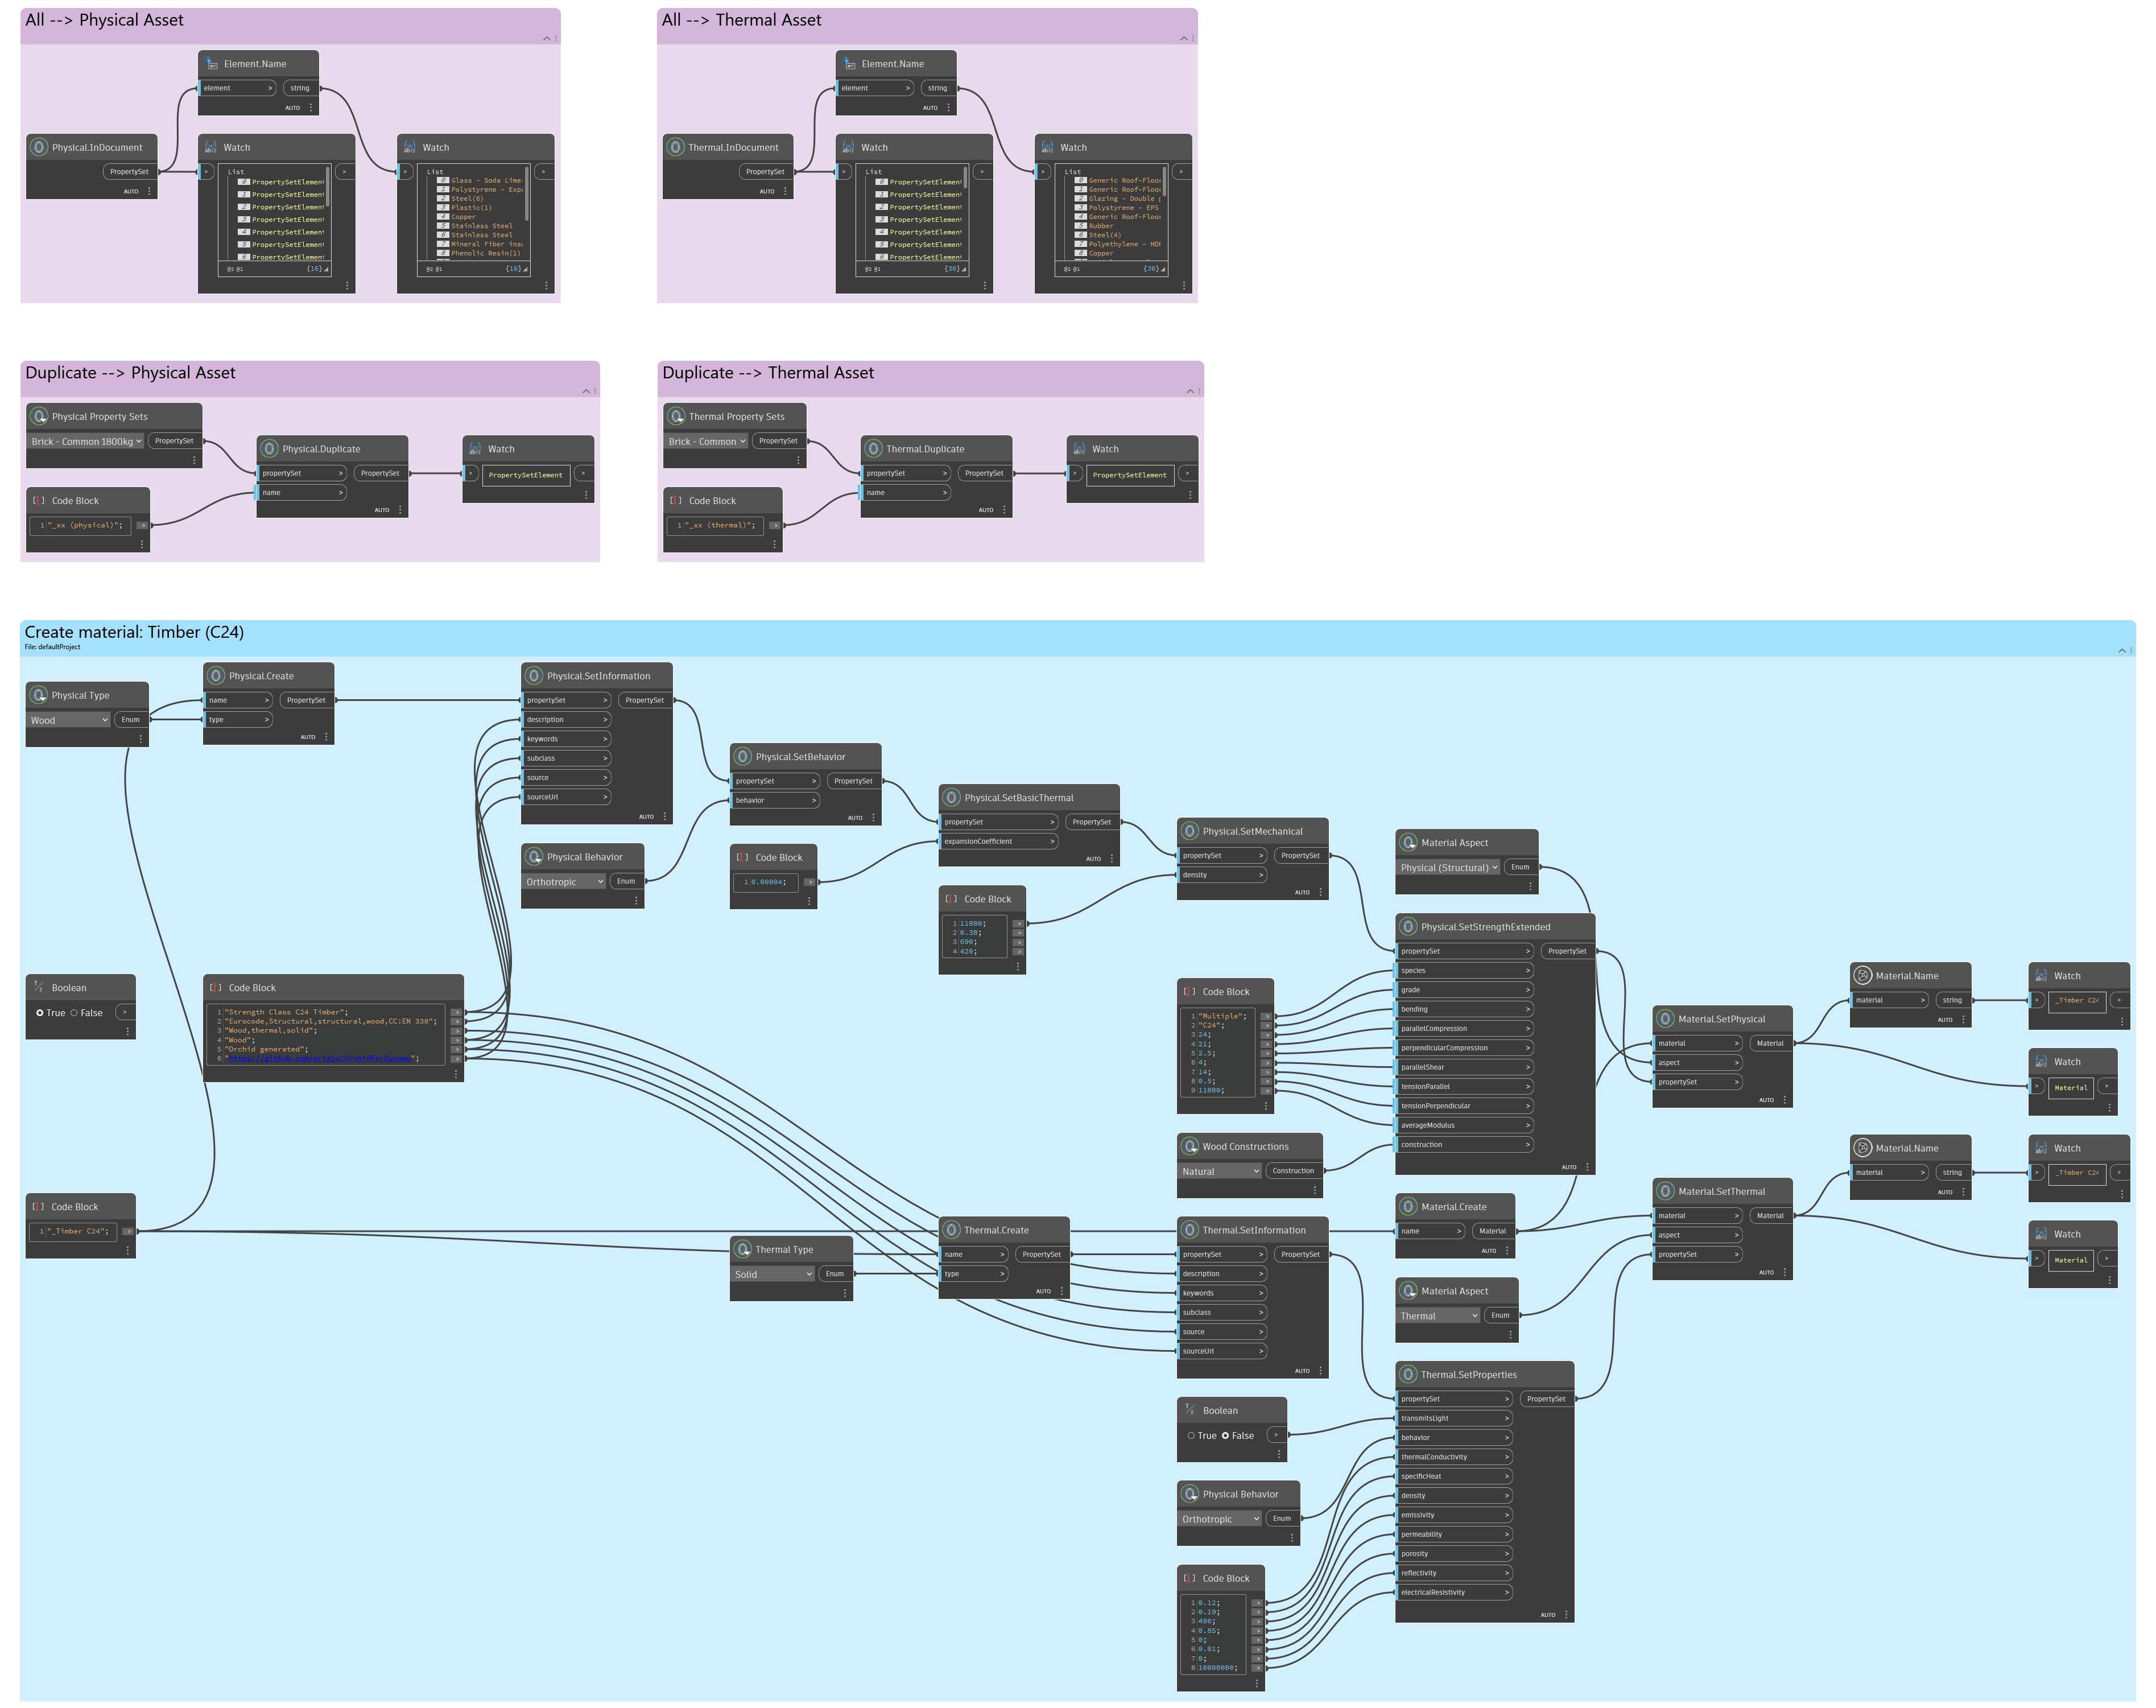 All --> Physical Asset
Element.Name
element >
string
AUTO
Physical.InDocument
PropertySet
AUTO
Watch
>
List
0 PropertySetElement
1 PropertySetElement
2 PropertySetElement
3 PropertySetElement
4 PropertySetElement
5 PropertySetElement
6 PropertySetElement
@2 @1 {16}
>
Watch
>
List
0 Glass - Soda Lime
1 Polystyrene - Expa
2 Steel(6)
3 Plastic(1)
4 Copper
5 Stainless Steel
6 Stainless Steel
7 Mineral Fiber insu
8 Phenolic Resin(1)
@2 @1 {16}
>
All --> Thermal Asset
Element.Name
element >
string
AUTO
Thermal.InDocument
PropertySet
AUTO
Watch
>
List
0 PropertySetElement
1 PropertySetElement
2 PropertySetElement
3 PropertySetElement
4 PropertySetElement
5 PropertySetElement
6 PropertySetElement
@2 @1 {30}
>
Watch
>
List
0 Generic Roof-Floor
1 Generic Roof-Floor
2 Glazing - Double
3 Polystyrene - EPS
4 Generic Roof-Floor
5 Rubber
6 Steel(4)
7 Polyethylene - HD
8 Copper
@2 @1 {30}
>
Duplicate --> Physical Asset
Physical Property Sets
Brick - Common 1800kg
PropertySet
Code Block
1 "_xx (physical)"; >
Physical.Duplicate
propertySet >
PropertySet
name >
AUTO
Watch
>
PropertySetElement
>
Duplicate --> Thermal Asset
Thermal Property Sets
Brick - Common
PropertySet
Code Block
1 "_xx (thermal)"; >
Thermal.Duplicate
propertySet >
PropertySet
name >
AUTO
Watch
>
PropertySetElement
>
Create material: Timber (C24)
File: defaultProject
Physical Type
Wood
Enum
Physical.Create
name >
PropertySet
type >
AUTO
Physical.SetInformation
propertySet >
PropertySet
description >
keywords >
subclass >
source >
sourceUrl >
AUTO
Physical Behavior
Orthotropic
Enum
Physical.SetBehavior
propertySet >
PropertySet
behavior >
AUTO
Code Block
1 0.00004; >
Physical.SetBasicThermal
propertySet >
PropertySet
expansionCoefficient >
AUTO
Code Block
1 11000; >
2 0.38; >
3 690; >
4 420; >
Physical.SetMechanical
propertySet >
PropertySet
density >
AUTO
Material Aspect
Physical (Structural)
Enum
Physical.SetStrengthExtended
propertySet >
PropertySet
species >
grade >
bending >
parallelCompression >
perpendicularCompression >
parallelShear >
tensionParallel >
tensionPerpendicular >
averageModulus >
construction >
AUTO
Code Block
1 "Multiple"; >
2 "C24"; >
3 24; >
4 21; >
5 2.5; >
6 4; >
7 14; >
8 0.5; >
9 11000; >
Wood Constructions
Natural
Construction
Boolean
True False
>
Code Block
1 "Strength Class C24 Timber"; >
2 "Eurocode,Structural,structural,wood,CC:EN 338"; >
3 "Wood,thermal,solid"; >
4 "Wood"; >
5 "Orchid generated"; >
6 "https://github.com/erfajo/OrchidForDynamo"; >
Code Block
1 "_Timber C24"; >
Thermal Type
Solid
Enum
Thermal.Create
name >
PropertySet
type >
AUTO
Thermal.SetInformation
propertySet >
PropertySet
description >
keywords >
subclass >
source >
sourceUrl >
AUTO
Material.Create
name >
Material
AUTO
Material Aspect
Thermal
Enum
Material.SetPhysical
material >
Material
aspect >
propertySet >
AUTO
Material.Name
material >
string
AUTO
Watch
>
_Timber C24
>
Watch
>
Material
>
Material.SetThermal
material >
Material
aspect >
propertySet >
AUTO
Material.Name
material >
string
AUTO
Watch
>
_Timber C24
>
Watch
>
Material
>
Thermal.SetProperties
propertySet >
PropertySet
transmitsLight >
behavior >
thermalConductivity >
specificHeat >
density >
emissivity >
permeability >
porosity >
reflectivity >
electricalResistivity >
AUTO
Boolean
True False
>
Physical Behavior
Orthotropic
Enum
Code Block
1 0.12; >
2 0.19; >
3 496; >
4 0.85; >
5 0; >
6 0.01; >
7 0; >
8 10000000; >